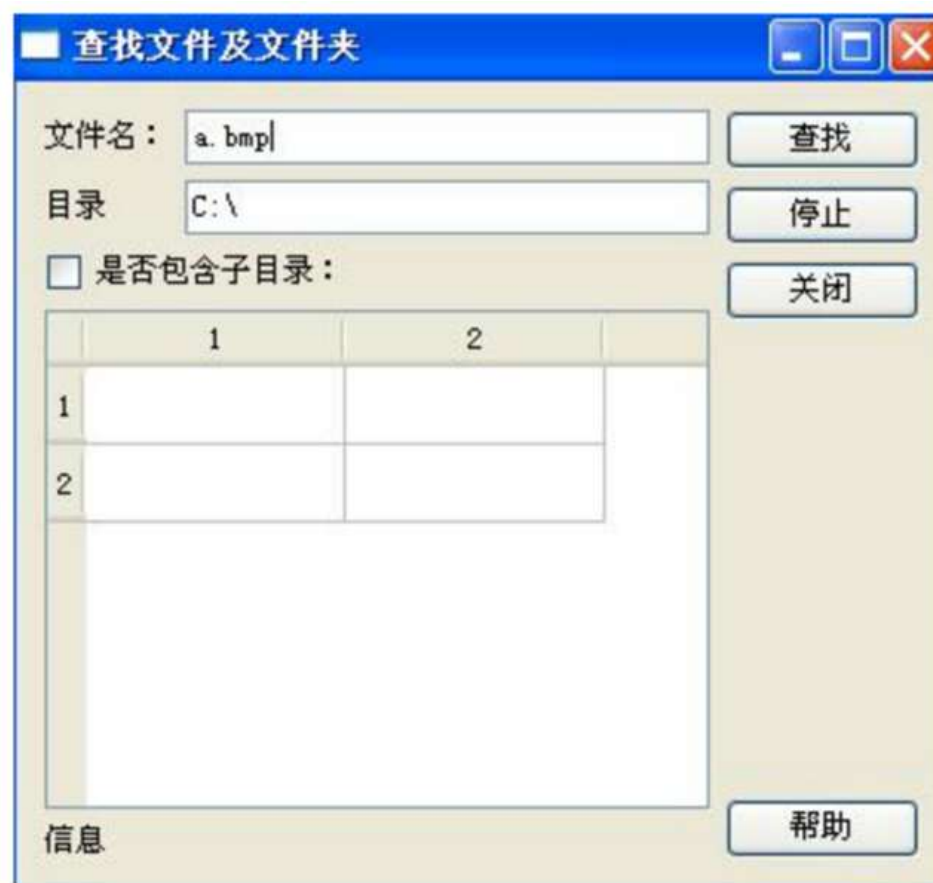 查找文件及文件夹
文件名： a.bmp 查找
目录 C:\ 停止
是否包含子目录： 关闭
1 2
1
2
信息 帮助